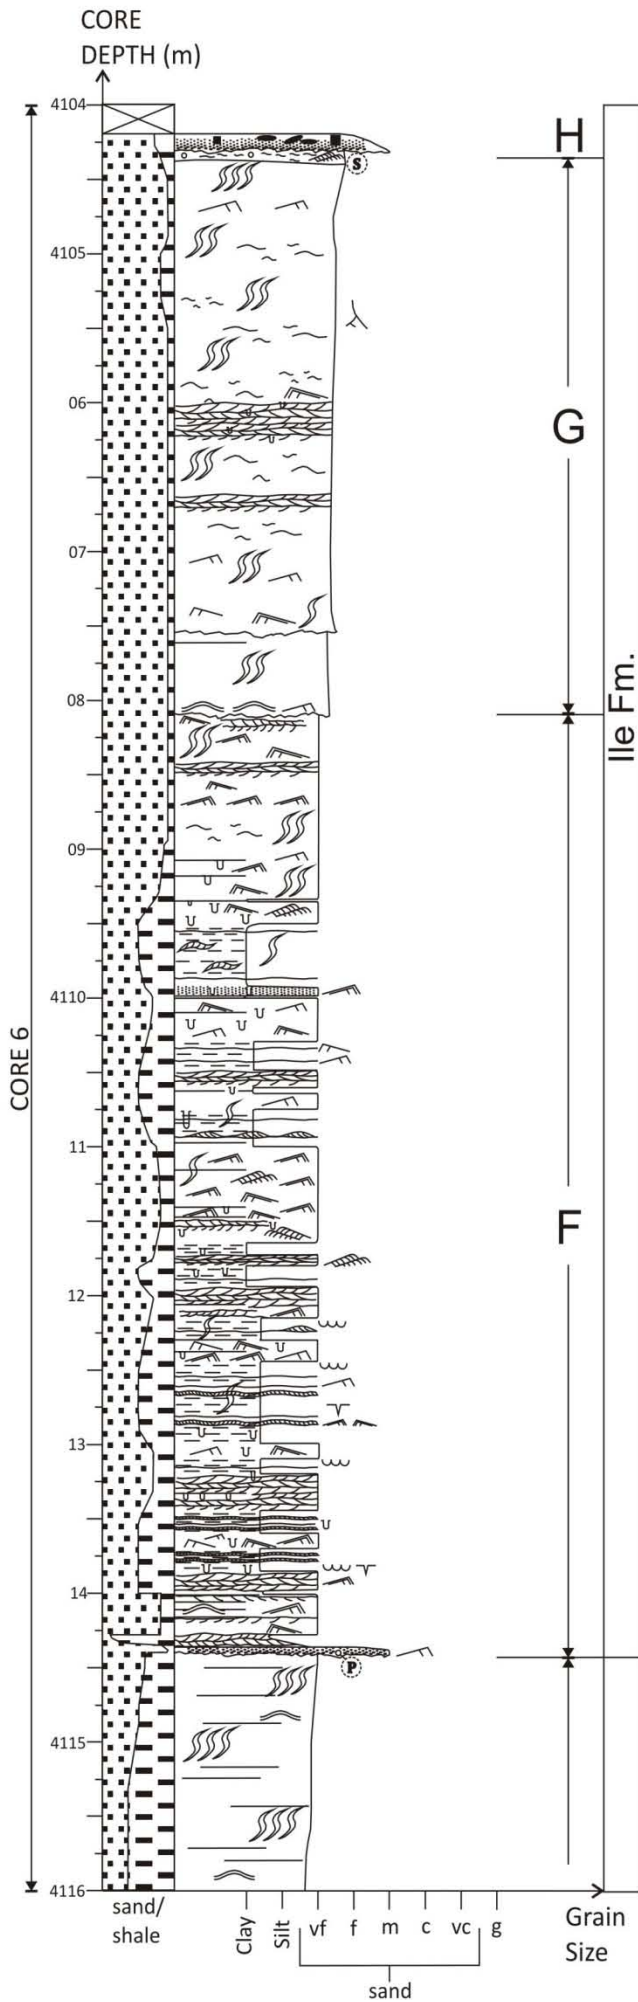 CORE
DEPTH (m)
4104
H
S
4105
06
G
07
08
Ile Fm.
09
4110
CORE 6
11
F
12
13
14
P
4115
4116
sand/
shale
Clay
Silt
vf
f
m
c
vc
g
Grain
Size
sand